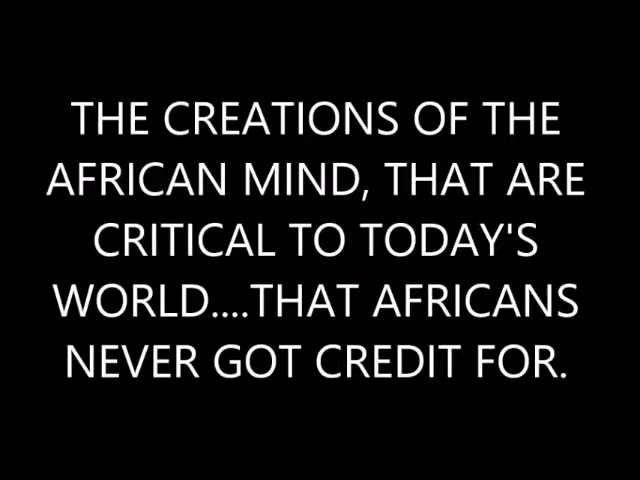 THE CREATIONS OF THE
AFRICAN MIND, THAT ARE
CRITICAL TO TODAY'S
WORLD....THAT AFRICANS
NEVER GOT CREDIT FOR.